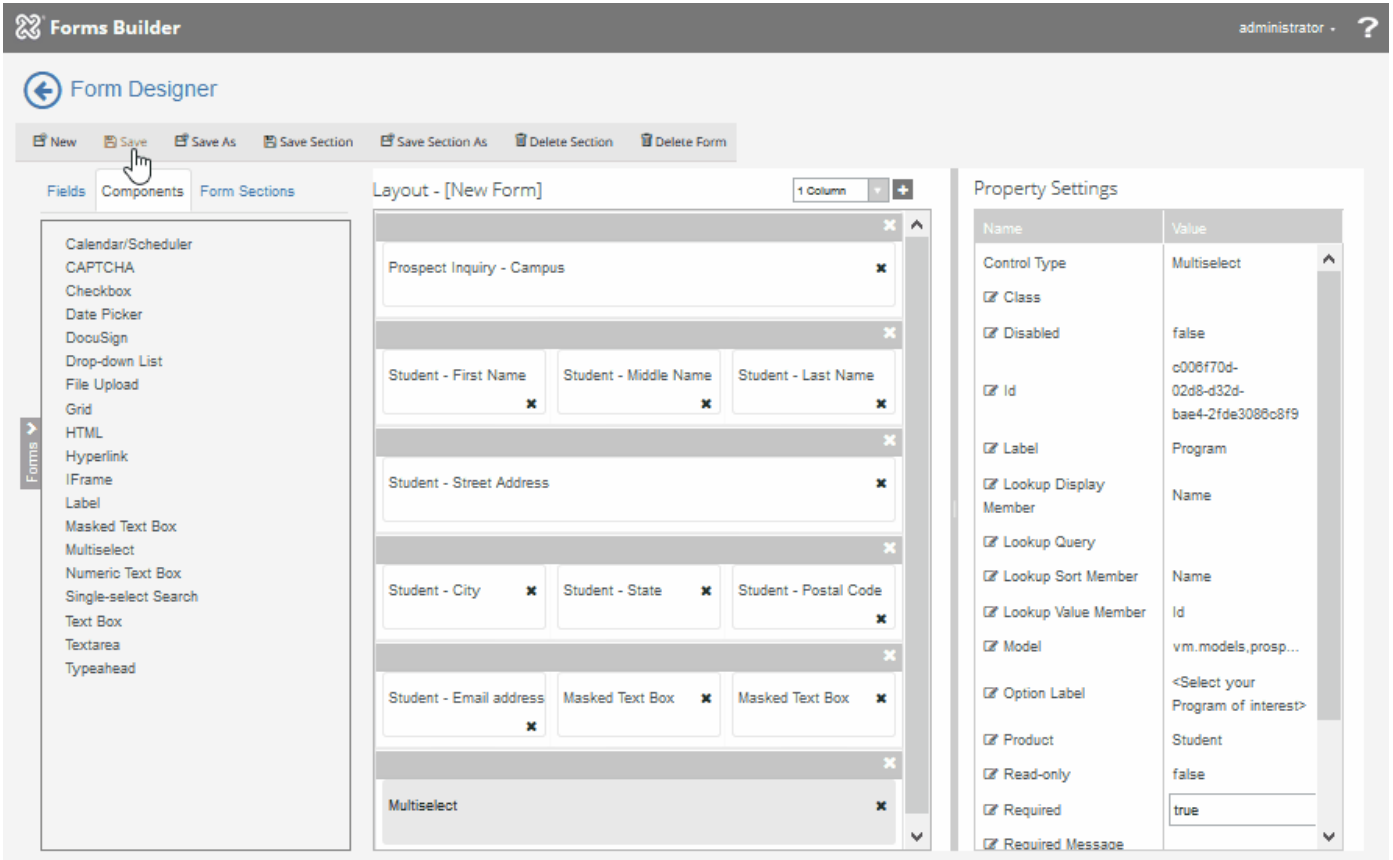 Forms Builder
administrator
?
Form Designer
New Save Save As Save Section Save Section As Delete Section Delete Form
Fields Components Form Sections
Calendar/Scheduler
CAPTCHA
Checkbox
Date Picker
DocuSign
Drop-down List
File Upload
Grid
HTML
Hyperlink
IFrame
Label
Masked Text Box
Multiselect
Numeric Text Box
Single-select Search
Text Box
Textarea
Typeahead
Forms
Layout - [New Form]
1 Column
Prospect Inquiry - Campus
Student - First Name Student - Middle Name Student - Last Name
Student - Street Address
Student - City Student - State Student - Postal Code
Student - Email address Masked Text Box Masked Text Box
Multiselect
Property Settings
Name Value
Control Type Multiselect
Class
Disabled false
Id c006f70d-
02d8-d32d-
bae4-2fde3086c8f9
Label Program
Lookup Display
Member Name
Lookup Query
Lookup Sort Member Name
Lookup Value Member Id
Model vm.models,prosp...
Option Label <Select your
Program of interest>
Product Student
Read-only false
Required true
Required Message